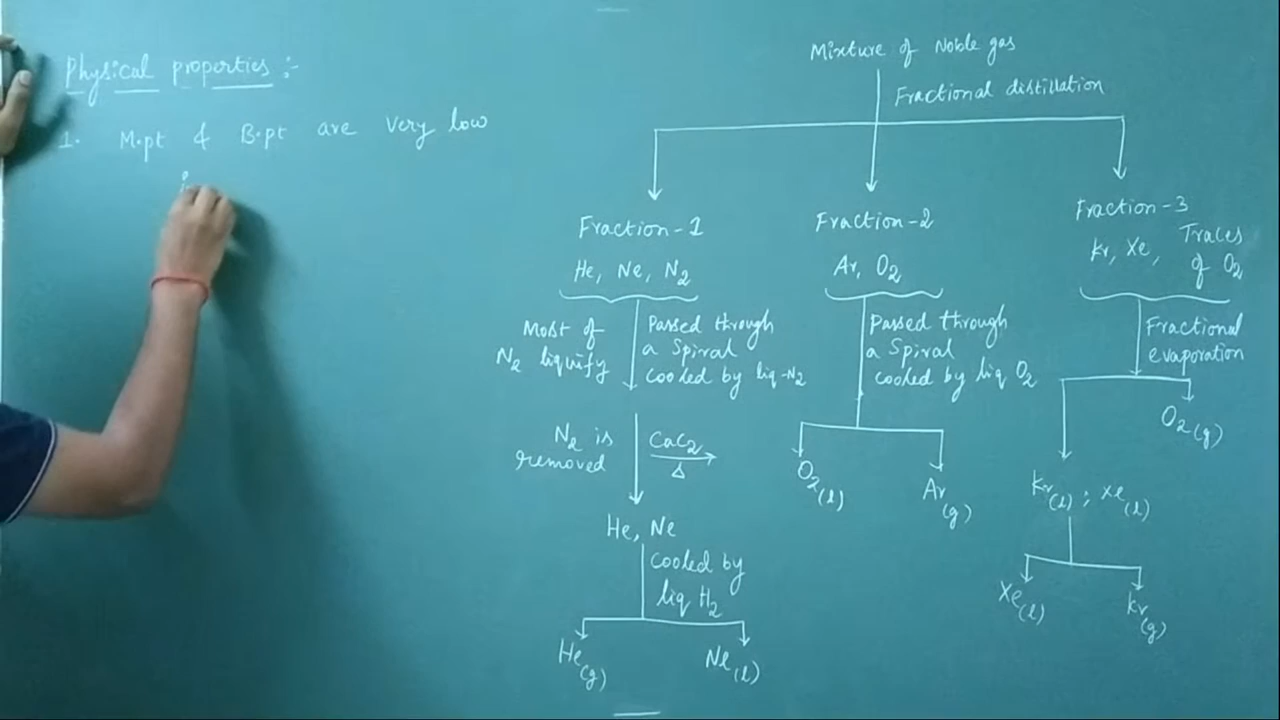 Physical properties :-
1. M.pt & B.pt are very low
Mixture of Noble gas
Fractional distillation
Fraction-1
He, Ne, N2
Most of
N2 liquify
Passed through
a Spiral
cooled by liq-N2
N2 is
removed
CaC2
Δ
He, Ne
cooled by
liq H2
He(g)
Ne(l)
Fraction-2
Ar, O2
Passed through
a Spiral
cooled by liq O2
O2(l)
Ar(g)
Fraction-3
Kr, Xe, Traces
of O2
Fractional
evaporation
O2(g)
Kr(l) ; Xe(l)
Xe(l)
Kr(g)